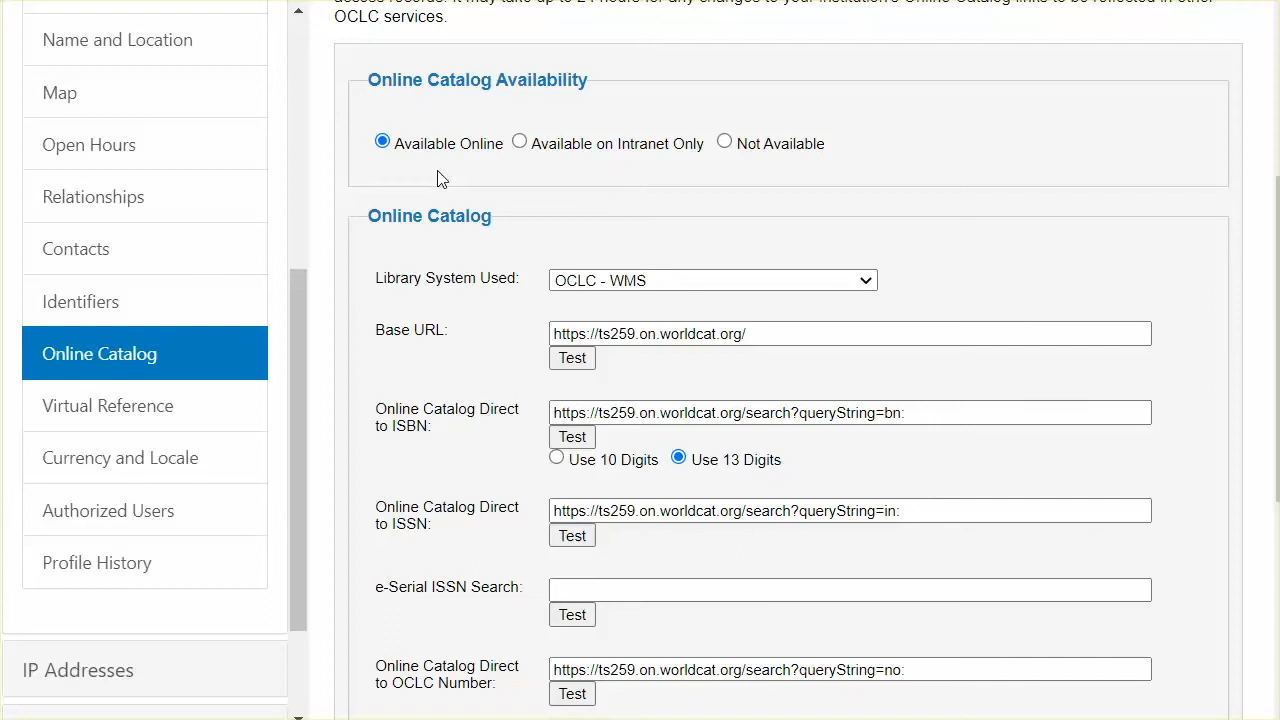 Name and Location
Map
Open Hours
Relationships
Contacts
Identifiers
Online Catalog
Virtual Reference
Currency and Locale
Authorized Users
Profile History
IP Addresses
OCLC services.
Online Catalog Availability
Available Online Available on Intranet Only Not Available
Online Catalog
Library System Used: OCLC - WMS
Base URL: https://ts259.on.worldcat.org/
Test
Online Catalog Direct
to ISBN: https://ts259.on.worldcat.org/search?queryString=bn:
Test
Use 10 Digits Use 13 Digits
Online Catalog Direct
to ISSN: https://ts259.on.worldcat.org/search?queryString=in:
Test
e-Serial ISSN Search:
Test
Online Catalog Direct
to OCLC Number: https://ts259.on.worldcat.org/search?queryString=no:
Test